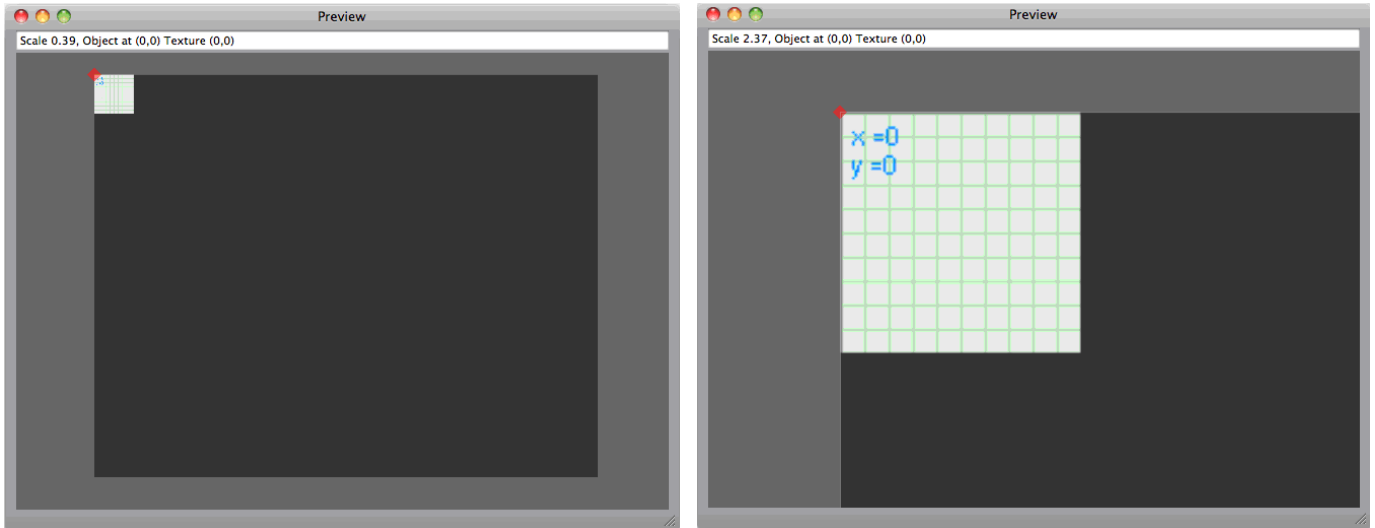 Preview
Scale 0.39, Object at (0,0) Texture (0,0)
Preview
Scale 2.37, Object at (0,0) Texture (0,0)
x =0
y =0